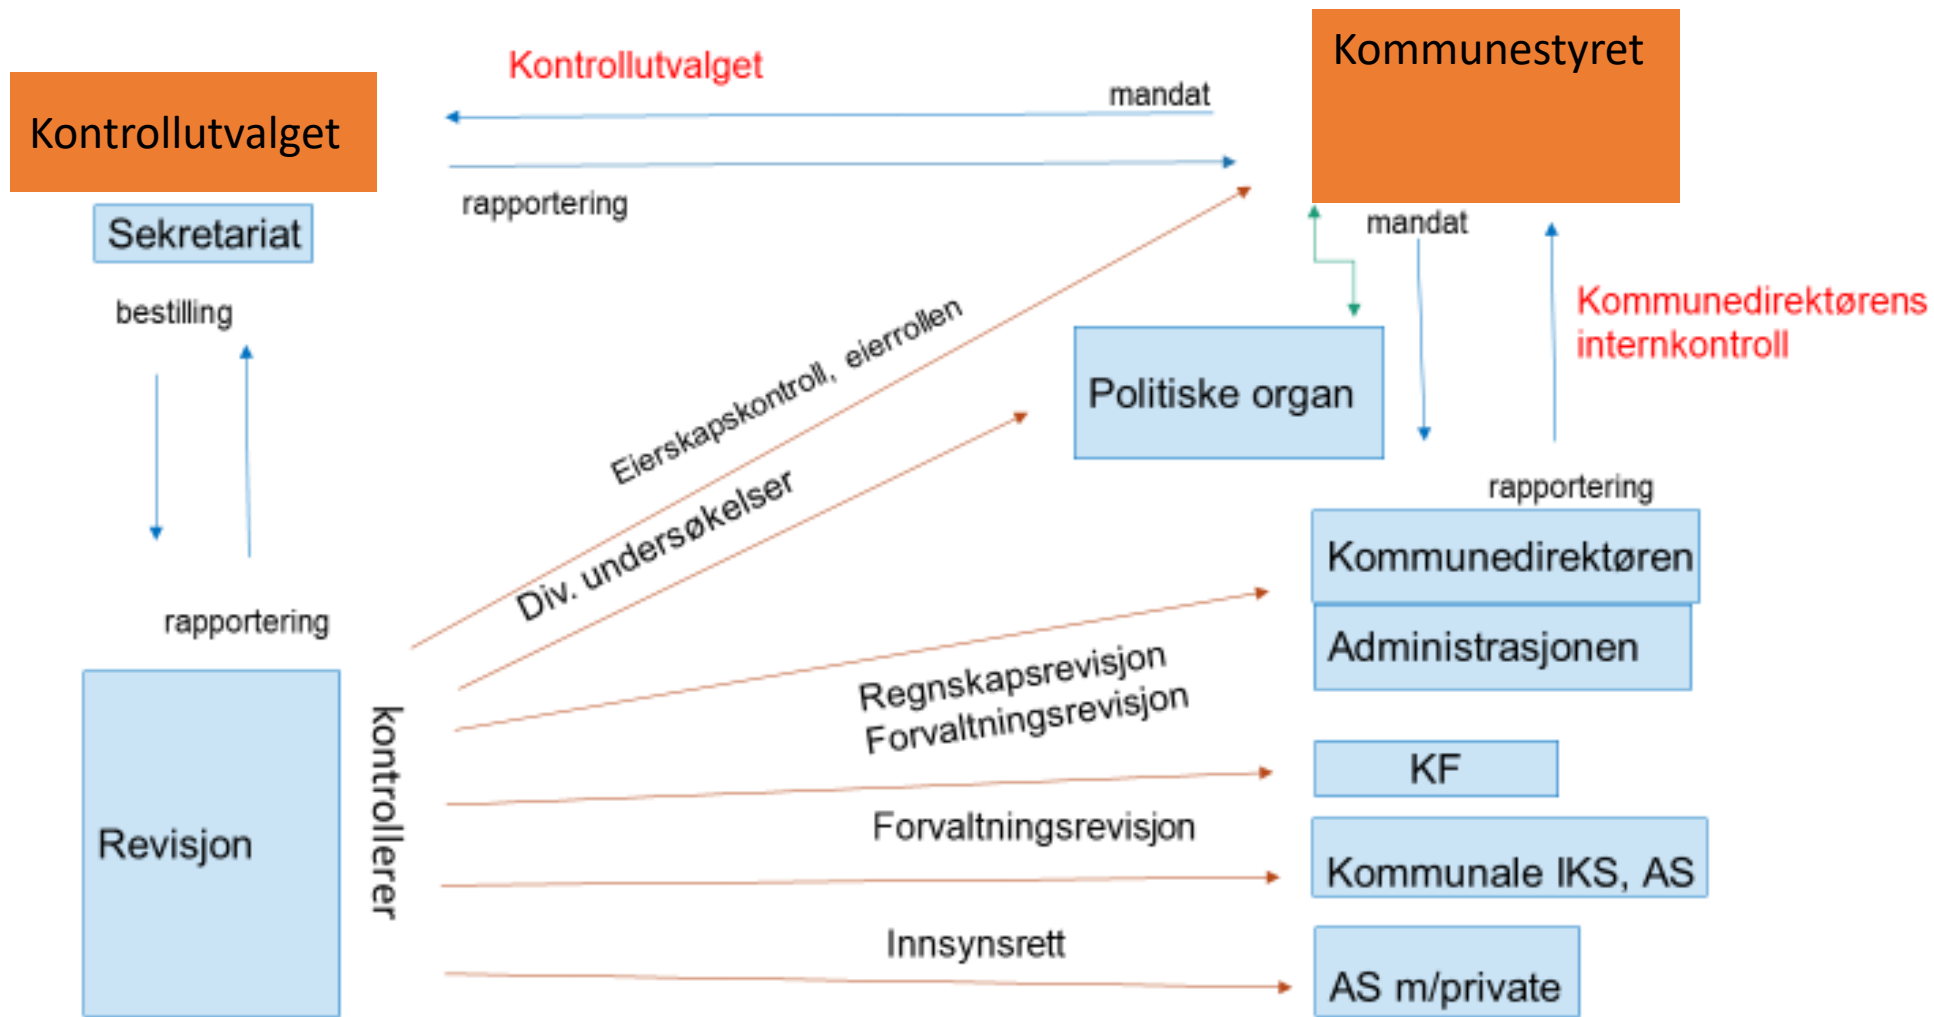 Kommunestyret
Kontrollutvalget
mandat
Kontrollutvalget
rapportering
mandat
Sekretariat
bestilling
Kommunedirektørens
internkontroll
Eierskapskontroll, eierrollen
Politiske organ
Div. undersøkelser
rapportering
Kommunedirektøren
rapportering
Administrasjonen
Regnskapsrevisjon
Forvaltningsrevisjon
kontrollerer
KF
Revisjon
Forvaltningsrevisjon
Kommunale IKS, AS
Innsynsrett
AS m/private